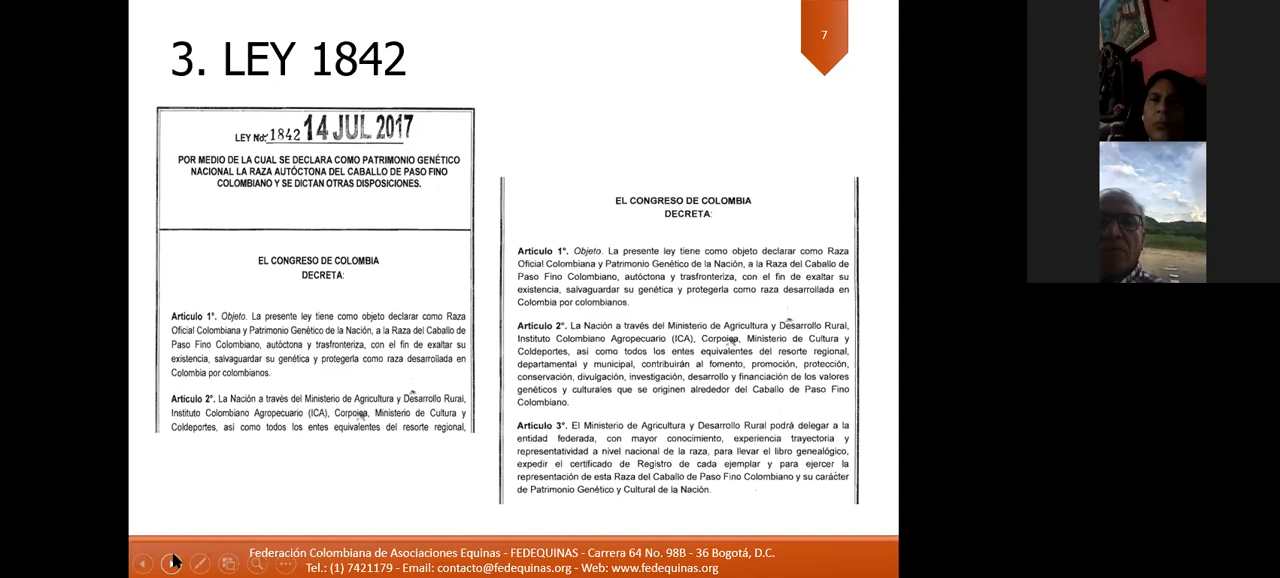 7
3. LEY 1842
LEY No. 1842 14 JUL 2017
POR MEDIO DE LA CUAL SE DECLARA COMO PATRIMONIO GENÉTICO
NACIONAL LA RAZA AUTÓCTONA DEL CABALLO DE PASO FINO
COLOMBIANO Y SE DICTAN OTRAS DISPOSICIONES.
EL CONGRESO DE COLOMBIA
DECRETA:
Artículo 1°. Objeto. La presente ley tiene como objeto declarar como Raza
Oficial Colombiana y Patrimonio Genético de la Nación, a la Raza del Caballo de
Paso Fino Colombiano, autóctona y trasfronteriza, con el fin de exaltar su
existencia, salvaguardar su genética y protegerla como raza desarrollada en
Colombia por colombianos.
Artículo 2°. La Nación a través del Ministerio de Agricultura y Desarrollo Rural,
Instituto Colombiano Agropecuario (ICA), Corpoica, Ministerio de Cultura y
Coldeportes, así como todos los entes equivalentes del resorte regional,
EL CONGRESO DE COLOMBIA
DECRETA:
Artículo 1°. Objeto. La presente ley tiene como objeto declarar como Raza
Oficial Colombiana y Patrimonio Genético de la Nación, a la Raza del Caballo de
Paso Fino Colombiano, autóctona y trasfronteriza, con el fin de exaltar su
existencia, salvaguardar su genética y protegerla como raza desarrollada en
Colombia por colombianos.
Artículo 2°. La Nación a través del Ministerio de Agricultura y Desarrollo Rural,
Instituto Colombiano Agropecuario (ICA), Corpoica, Ministerio de Cultura y
Coldeportes, así como todos los entes equivalentes del resorte regional,
departamental y municipal, contribuirán al fomento, promoción, protección,
conservación, divulgación, investigación, desarrollo y financiación de los valores
genéticos y culturales que se originen alrededor del Caballo de Paso Fino
Colombiano.
Artículo 3°. El Ministerio de Agricultura y Desarrollo Rural podrá delegar a la
entidad federada, con mayor conocimiento, experiencia trayectoria y
representatividad a nivel nacional de la raza, para llevar el libro genealógico,
expedir el certificado de Registro de cada ejemplar y para ejercer la
representación de esta Raza del Caballo de Paso Fino Colombiano y su carácter
de Patrimonio Genético y Cultural de la Nación.
Federación Colombiana de Asociaciones Equinas - FEDEQUINAS - Carrera 64 No. 98B - 36 Bogotá, D.C.
Tel.: (1) 7421179 - Email: contacto@fedequinas.org - Web: www.fedequinas.org